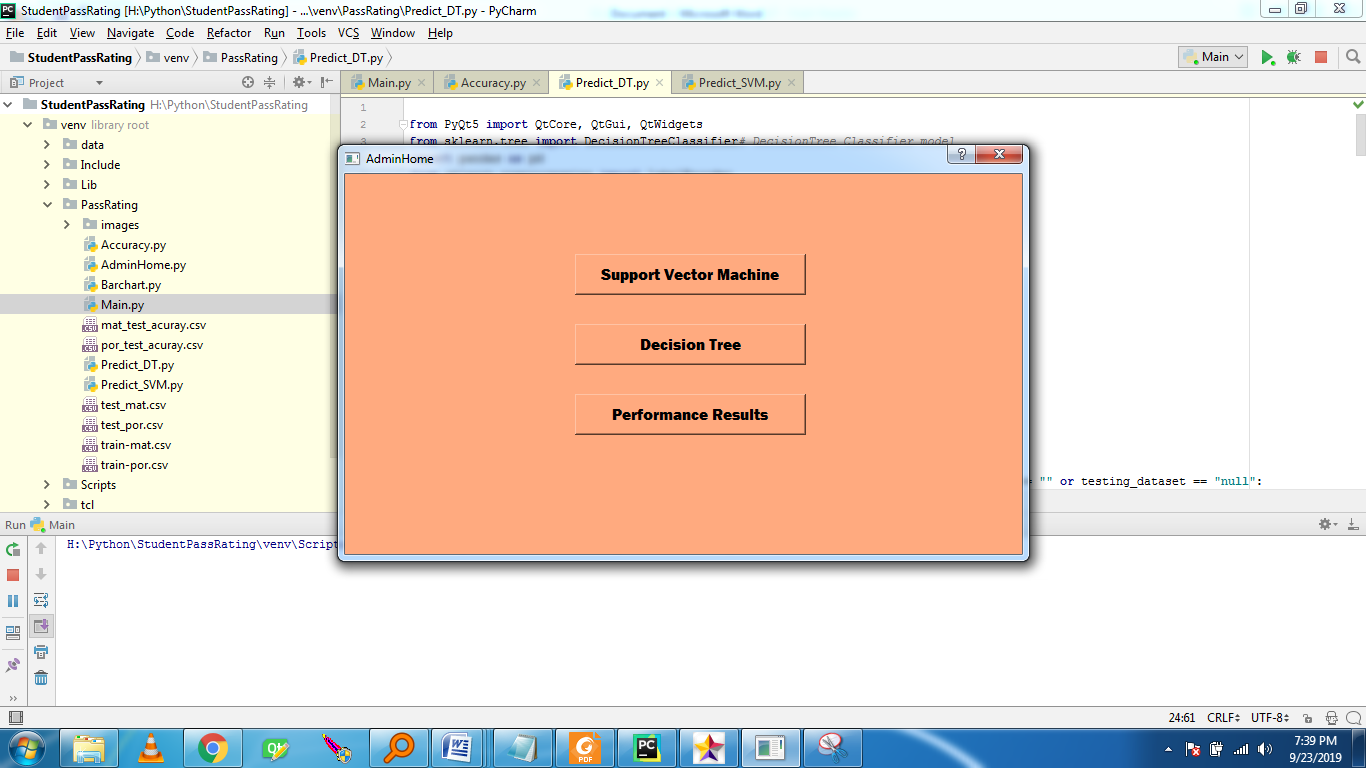 StudentPassRating [H:\Python\StudentPassRating] - ...\venv\PassRating\Predict_DT.py - PyCharm
File Edit View Navigate Code Refactor Run Tools VCS Window Help
StudentPassRating venv PassRating Predict_DT.py Main
Project Main.py Accuracy.py Predict_DT.py Predict_SVM.py
StudentPassRating H:\Python\StudentPassRating
1
venv library root
2 from PyQt5 import QtCore, QtGui, QtWidgets
3 from sklearn.tree import DecisionTreeClassifier# DecisionTree Classifier model
data
AdminHome
Include
Lib
PassRating
images
Accuracy.py
AdminHome.py
Barchart.py
Main.py
mat_test_acuray.csv
por_test_acuray.csv
Predict_DT.py
Predict_SVM.py
test_mat.csv
test_por.csv
train-mat.csv
train-por.csv
Scripts
tcl
Support Vector Machine
Decision Tree
Performance Results
= "" or testing_dataset == "null":
Run Main
H:\Python\StudentPassRating\venv\Script
24:61 CRLF UTF-8
7:39 PM
9/23/2019